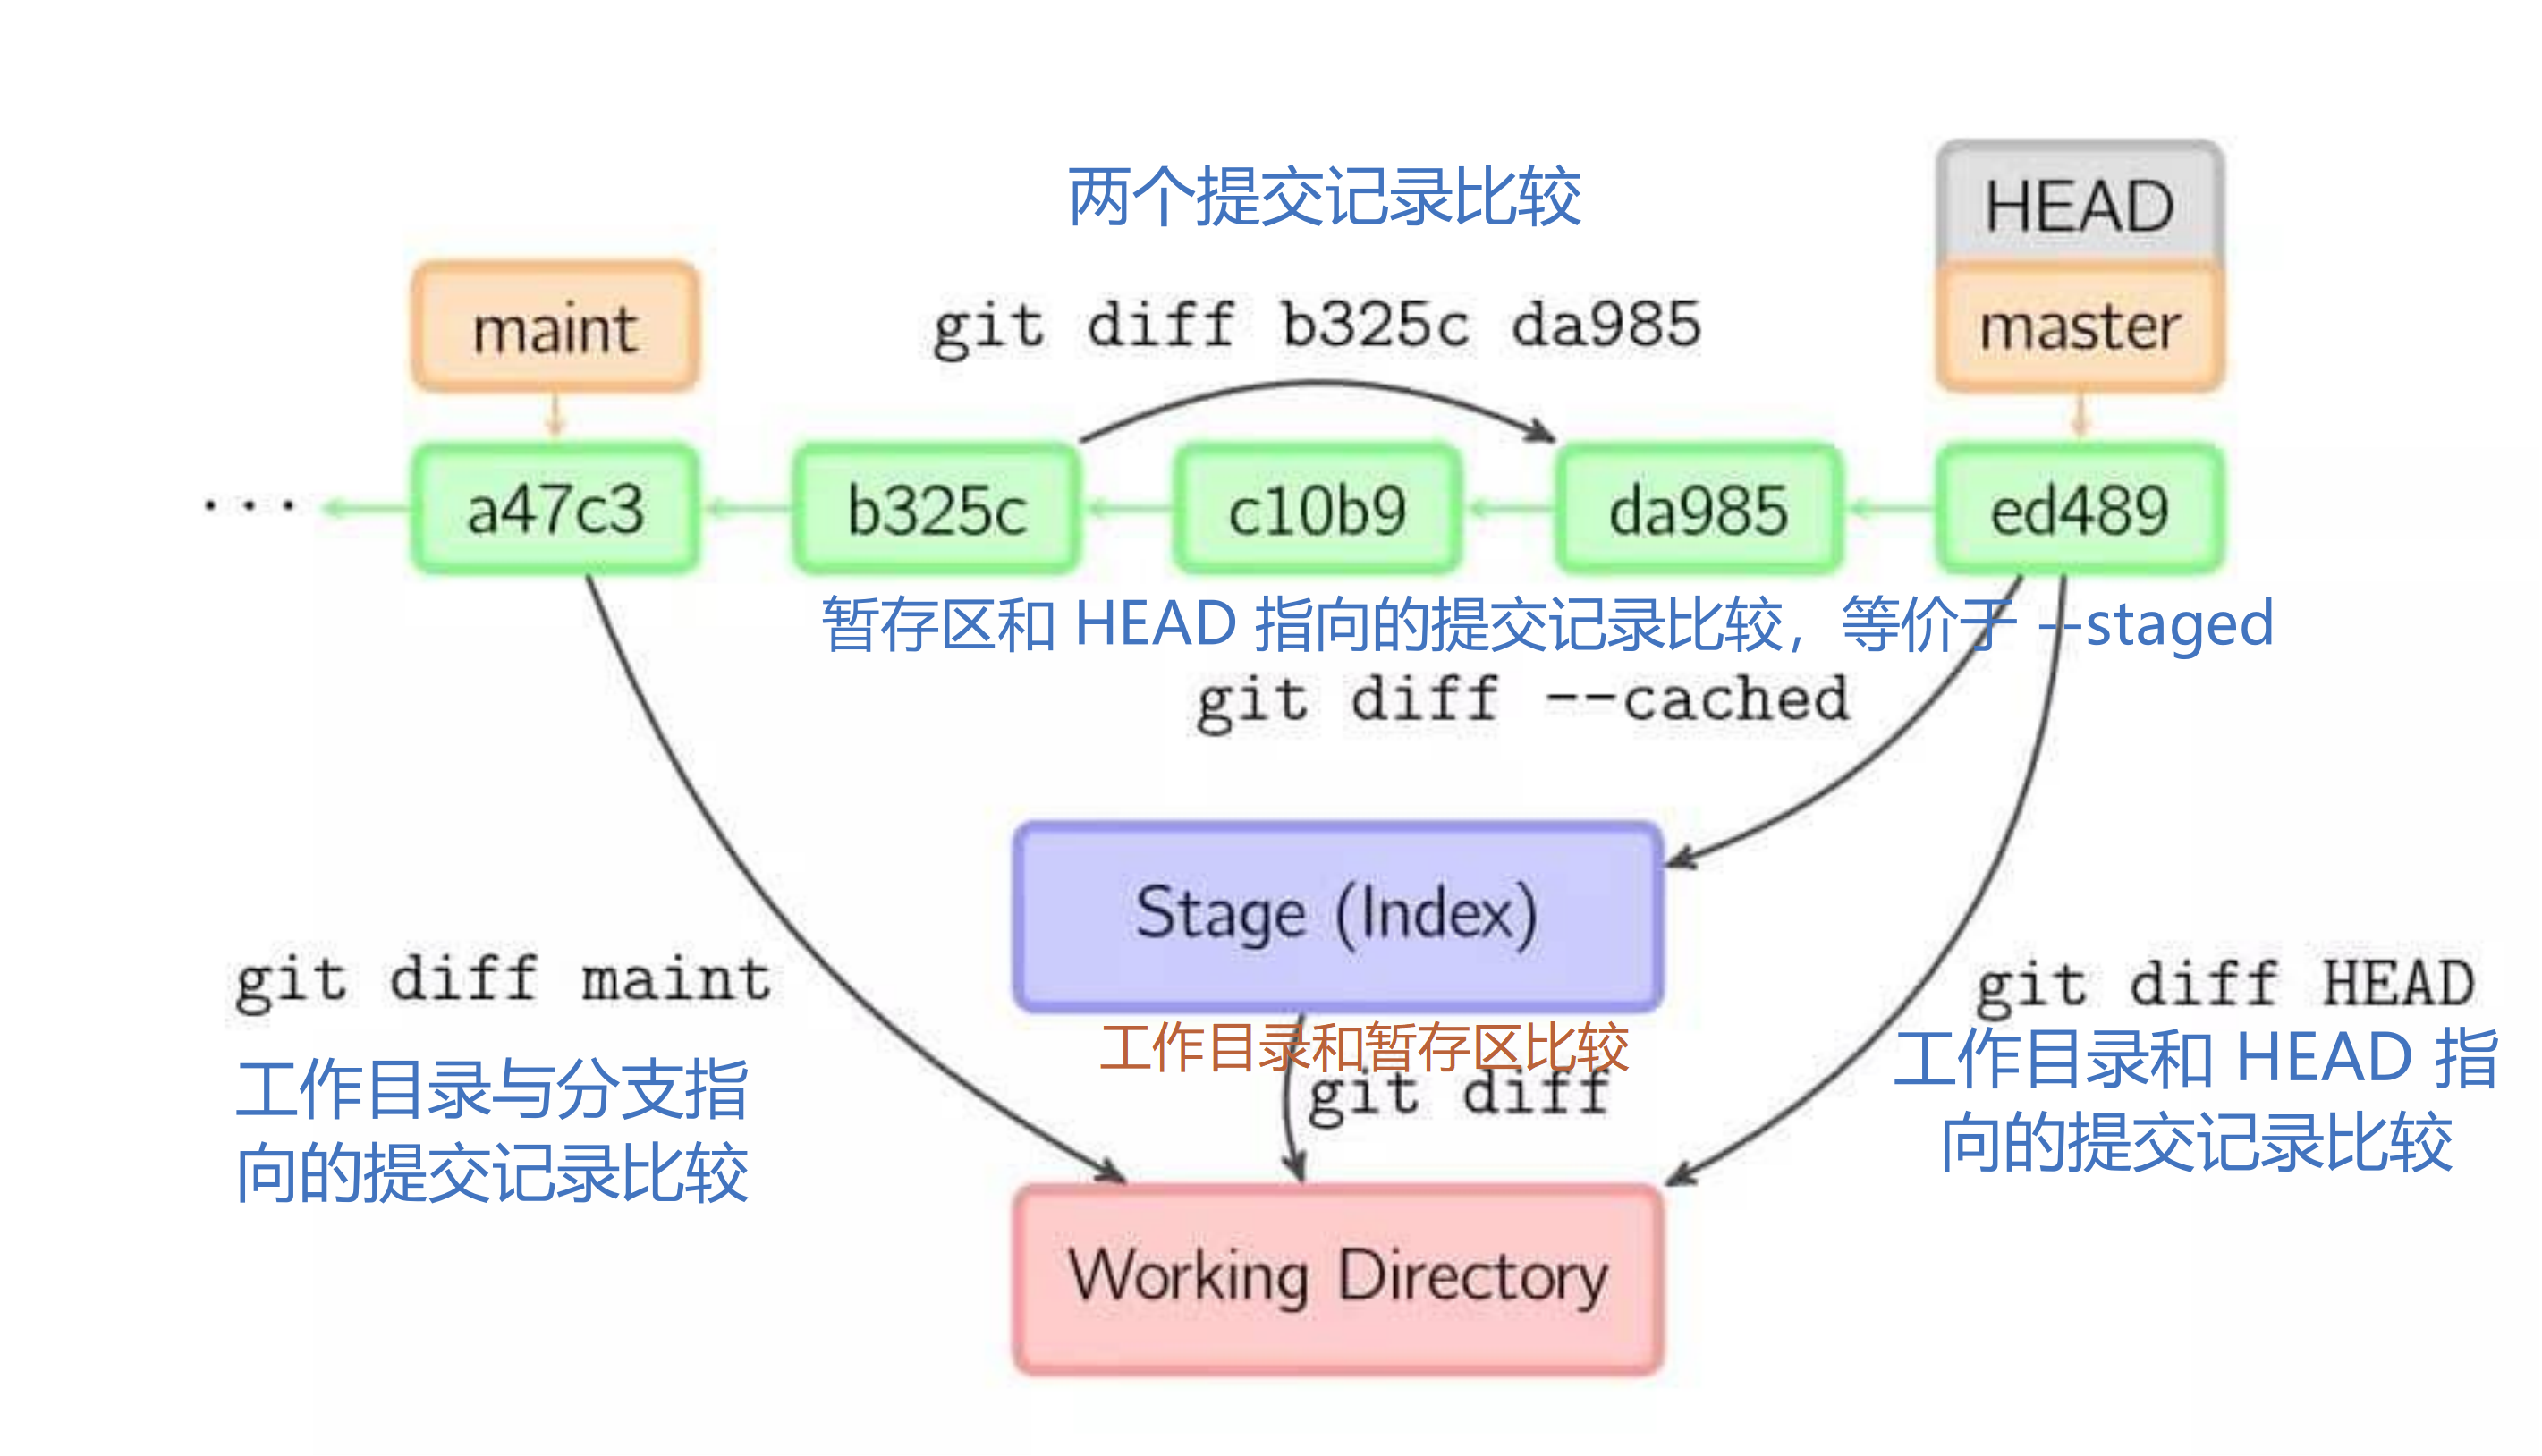 两个提交记录比较
HEAD
maint
git diff b325c da985
master
...
a47c3
b325c
c10b9
da985
ed489
暂存区和 HEAD 指向的提交记录比较，等价于 --staged
git diff --cached
Stage (Index)
git diff maint
工作目录与分支指
向的提交记录比较
工作目录和暂存区比较
git diff
git diff HEAD
工作目录和 HEAD 指
向的提交记录比较
Working Directory